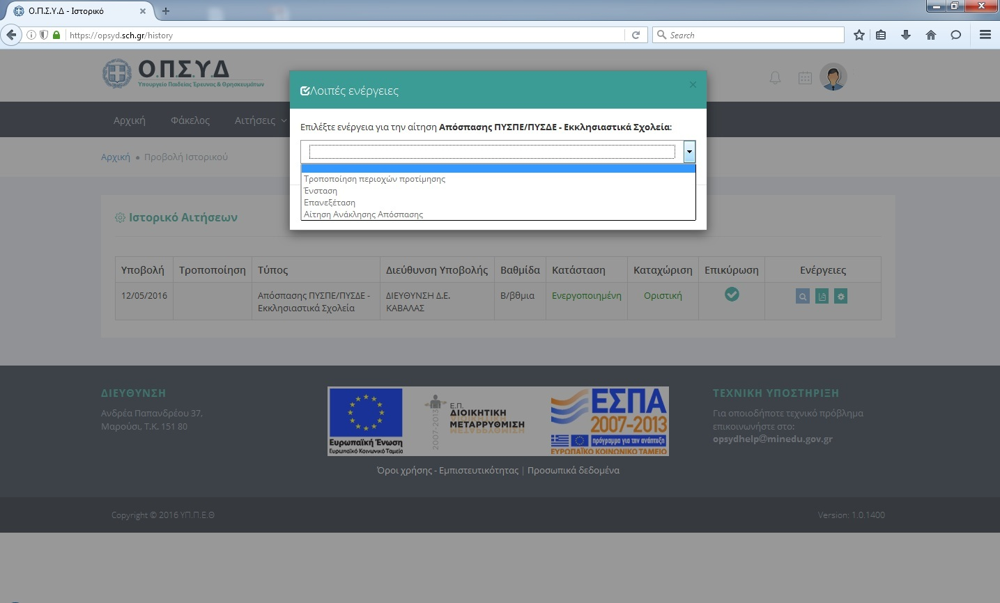 Ο.Π.Σ.Υ.Δ - Ιστορικό
https://opsyd.sch.gr/history
Search
Ο.Π.Σ.Υ.Δ
Υπουργείο Παιδείας Έρευνας & Θρησκευμάτων
Λοιπές ενέργειες
Αρχική
Φάκελος
Αιτήσεις
Επιλέξτε ενέργεια για την αίτηση Απόσπασης ΠΥΣΠΕ/ΠΥΣΔΕ - Εκκλησιαστικά Σχολεία:
Αρχική • Προβολή Ιστορικού
Τροποποίηση περιοχών προτίμησης
Ένσταση
Επανεξέταση
Αίτηση Ανάκλησης Απόσπασης
Ιστορικό Αιτήσεων
Υποβολή Τροποποίηση Τύπος Διεύθυνση Υποβολής Βαθμίδα Κατάσταση Καταχώριση Επικύρωση Ενέργειες
12/05/2016 Απόσπασης ΠΥΣΠΕ/ΠΥΣΔΕ - ΔΙΕΥΘΥΝΣΗ Δ.Ε. Β/βθμια Ενεργοποιημένη Οριστική
Εκκλησιαστικά Σχολεία ΚΑΒΑΛΑΣ
ΔΙΕΥΘΥΝΣΗ
Ανδρέα Παπανδρέου 37,
Μαρούσι, Τ.Κ. 151 80
Ευρωπαϊκή Ένωση
Ευρωπαϊκό Κοινωνικό Ταμείο
2007-2013
Ε.Π.
ΔΙΟΙΚΗΤΙΚΗ
ΜΕΤΑΡΡΥΘΜΙΣΗ
ΕΣΠΑ
2007-2013
πρόγραμμα για την ανάπτυξη
ΕΥΡΩΠΑΪΚΟ ΚΟΙΝΩΝΙΚΟ ΤΑΜΕΙΟ
ΤΕΧΝΙΚΗ ΥΠΟΣΤΗΡΙΞΗ
Για οποιοδήποτε τεχνικό πρόβλημα
επικοινωνήστε στο:
opsydhelp@minedu.gov.gr
Όροι χρήσης - Εμπιστευτικότητας | Προσωπικά δεδομένα
Copyright © 2016 ΥΠ.Π.Ε.Θ
Version: 1.0.1400